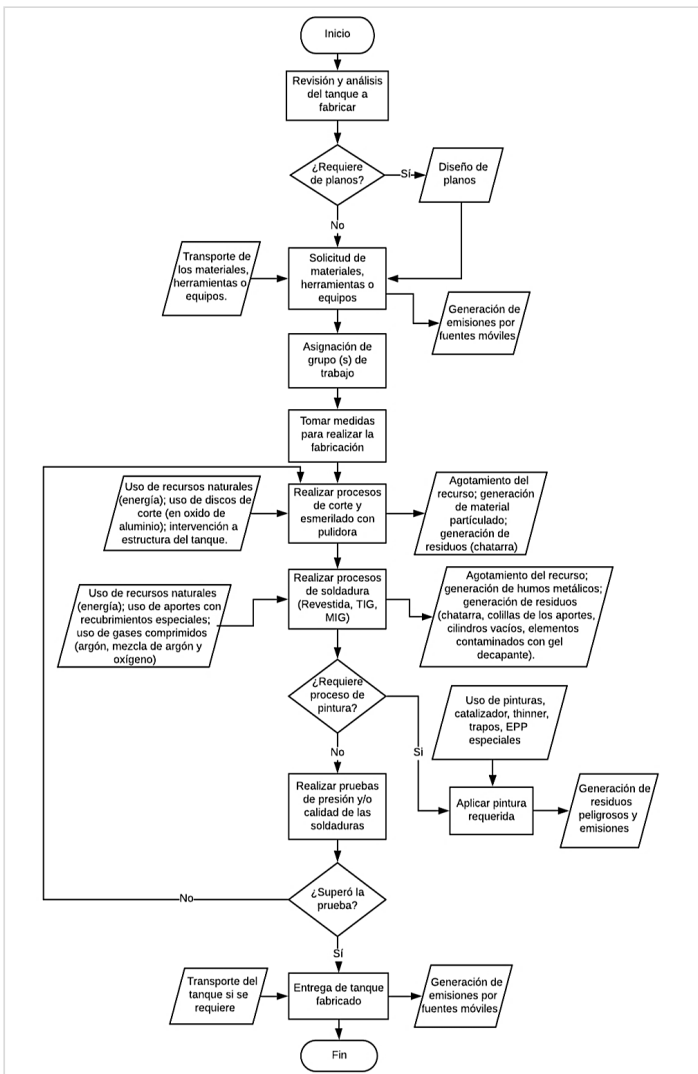 Inicio
Revisión y análisis
del tanque a
fabricar
¿Requiere
de planos?
Sí
Diseño de
planos
No
Transporte de
los materiales,
herramientas o
equipos.
Solicitud de
materiales,
herramientas o
equipos
Generación de
emisiones por
fuentes móviles
Asignación de
grupo (s) de
trabajo
Tomar medidas
para realizar la
fabricación
Uso de recursos naturales
(energía); uso de discos de
corte (en oxido de
aluminio); intervención a
estructura del tanque.
Realizar procesos
de corte y
esmerilado con
pulidora
Agotamiento del
recurso; generación
de material
partículado;
generación de
residuos (chatarra)
Uso de recursos naturales
(energía); uso de aportes con
recubrimientos especiales;
uso de gases comprimidos
(argón, mezcla de argón y
oxígeno)
Realizar procesos
de soldadura
(Revestida, TIG,
MIG)
Agotamiento del recurso;
generación de humos metálicos;
generación de residuos
(chatarra, colillas de los aportes,
cilindros vacíos, elementos
contaminados con gel
decapante).
¿Requiere
proceso de
pintura?
Uso de pinturas,
catalizador, thinner,
trapos, EPP
especiales
No
Si
Realizar pruebas
de presión y/o
calidad de las
soldaduras
Aplicar pintura
requerida
Generación de
residuos
peligrosos y
emisiones
¿Superó la
prueba?
No
Sí
Transporte del
tanque si se
requiere
Entrega de tanque
fabricado
Generación de
emisiones por
fuentes móviles
Fin